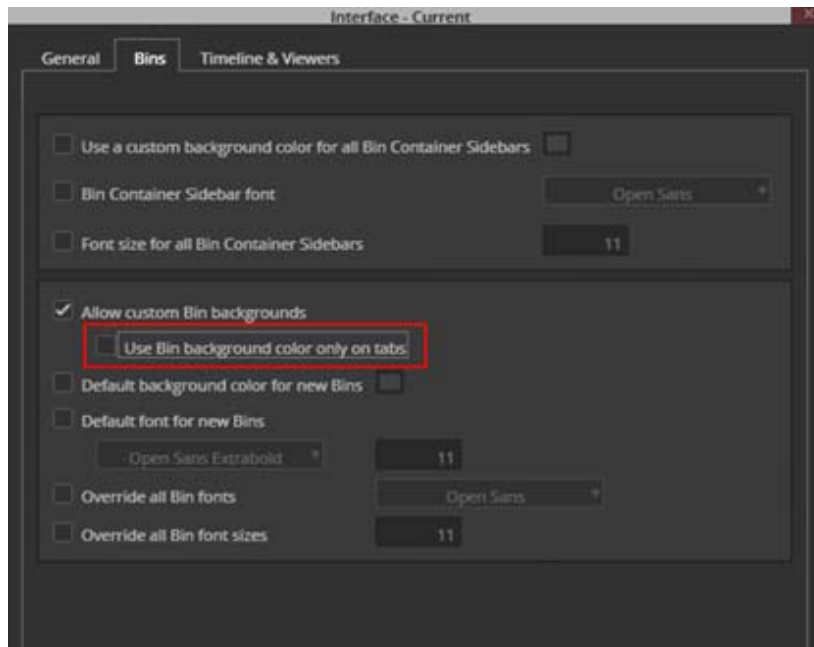 Interface - Current
General Bins Timeline & Viewers
Use a custom background color for all Bin Container Sidebars
Bin Container Sidebar font Open Sans
Font size for all Bin Container Sidebars 11
Allow custom Bin backgrounds
Use Bin background color only on tabs
Default background color for new Bins
Default font for new Bins
Open Sans Extrabold 11
Override all Bin fonts Open Sans
Override all Bin font sizes 11